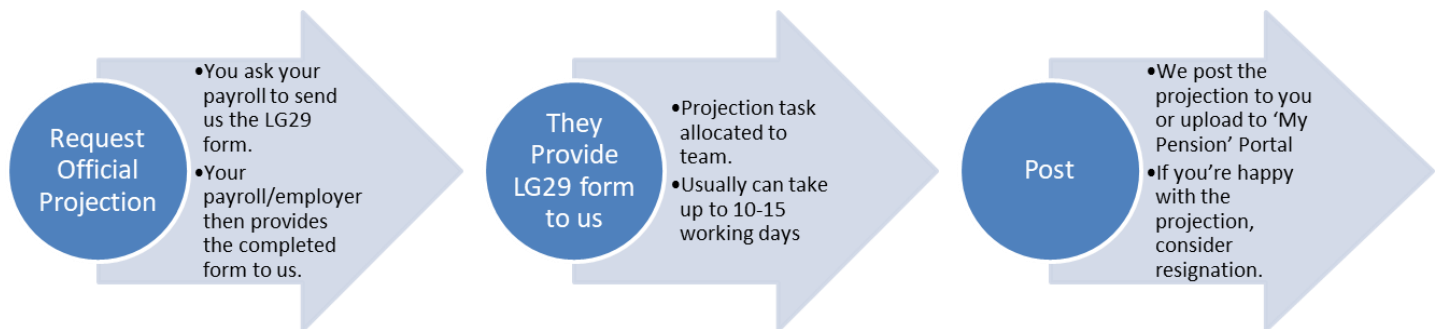 Request
Official
Projection
•You ask your
payroll to send
us the LG29
form.
•Your
payroll/employer
then provides
the completed
form to us.
They
Provide
LG29 form
to us
•Projection task
allocated to
team.
•Usually can take
up to 10-15
working days
Post
•We post the
projection to you
or upload to ‘My
Pension’ Portal
•If you’re happy
with the
projection,
consider
resignation.